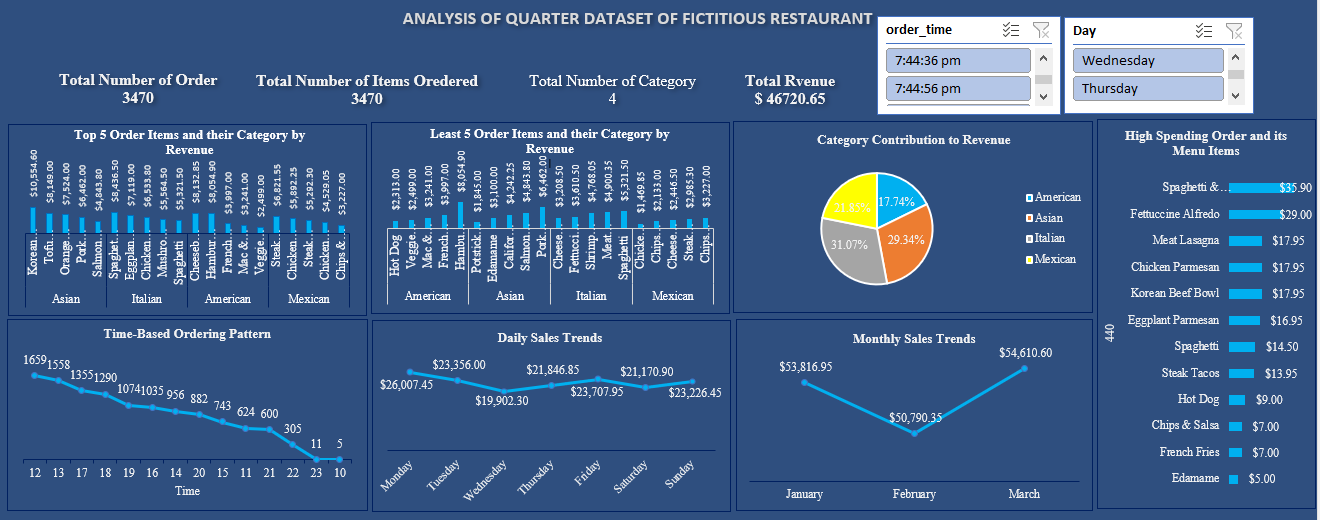 ANALYSIS OF QUARTER DATASET OF FICTITIOUS RESTAURANT
order_time
7:44:36 pm
7:44:56 pm
Day
Wednesday
Thursday
Total Number of Order
3470
Total Number of Items Oredered
3470
Total Number of Category
4
Total Rvenue
$ 46720.65
Top 5 Order Items and their Category by
Revenue
$10,554.60
$8,149.00
$7,524.00
$6,462.00
$4,843.80
$8,436.50
$7,119.00
$6,533.80
$5,564.50
$5,321.50
$8,132.85
$8,054.90
$3,997.00
$3,241.00
$2,499.00
$6,821.55
$5,892.25
$5,292.30
$4,529.05
$3,227.00
Korean…
Tofu…
Orange…
Pork…
Salmon…
Spaghet…
Eggplan…
Chicken…
Mushro…
Spaghetti
Cheeseb…
Hambur…
French…
Mac &…
Veggie…
Steak…
Chicken…
Steak…
Chicken…
Chips &…
Asian
Italian
American
Mexican
Least 5 Order Items and their Category by
Revenue
$2,313.00
$2,499.00
$3,241.00
$3,997.00
$8,054.90
$1,845.00
$3,100.00
$4,242.25
$4,843.80
$6,462.00
$3,208.50
$3,610.50
$4,768.05
$4,900.35
$5,321.50
$1,469.85
$2,133.00
$2,446.50
$2,985.30
$3,227.00
Hot Dog
Veggie…
Mac &…
French…
Hambu…
Potstick…
Edamame
Califor…
Salmon…
Pork…
Cheese…
Fettucci…
Shrimp…
Meat…
Spaghetti
Chicke…
Chips…
Cheese…
Steak…
Chips…
American
Asian
Italian
Mexican
Category Contribution to Revenue
17.74%
29.34%
31.07%
21.85%
American
Asian
Italian
Mexican
High Spending Order and its
Menu Items
440
Spaghetti &… $35.90
Fettuccine Alfredo $29.00
Meat Lasagna $17.95
Chicken Parmesan $17.95
Korean Beef Bowl $17.95
Eggplant Parmesan $16.95
Spaghetti $14.50
Steak Tacos $13.95
Hot Dog $9.00
Chips & Salsa $7.00
French Fries $7.00
Edamame $5.00
Time-Based Ordering Pattern
1659 1558 1355 1290 1074 1035 956 882 743 624 600 305 11 5
12 13 17 18 19 16 14 20 15 11 21 22 23 10
Time
Daily Sales Trends
$26,007.45
$23,356.00
$19,902.30
$21,846.85
$23,707.95
$21,170.90
$23,226.45
Monday
Tuesday
Wednesday
Thursday
Friday
Saturday
Sunday
Monthly Sales Trends
$53,816.95
$50,790.35
$54,610.60
January
February
March